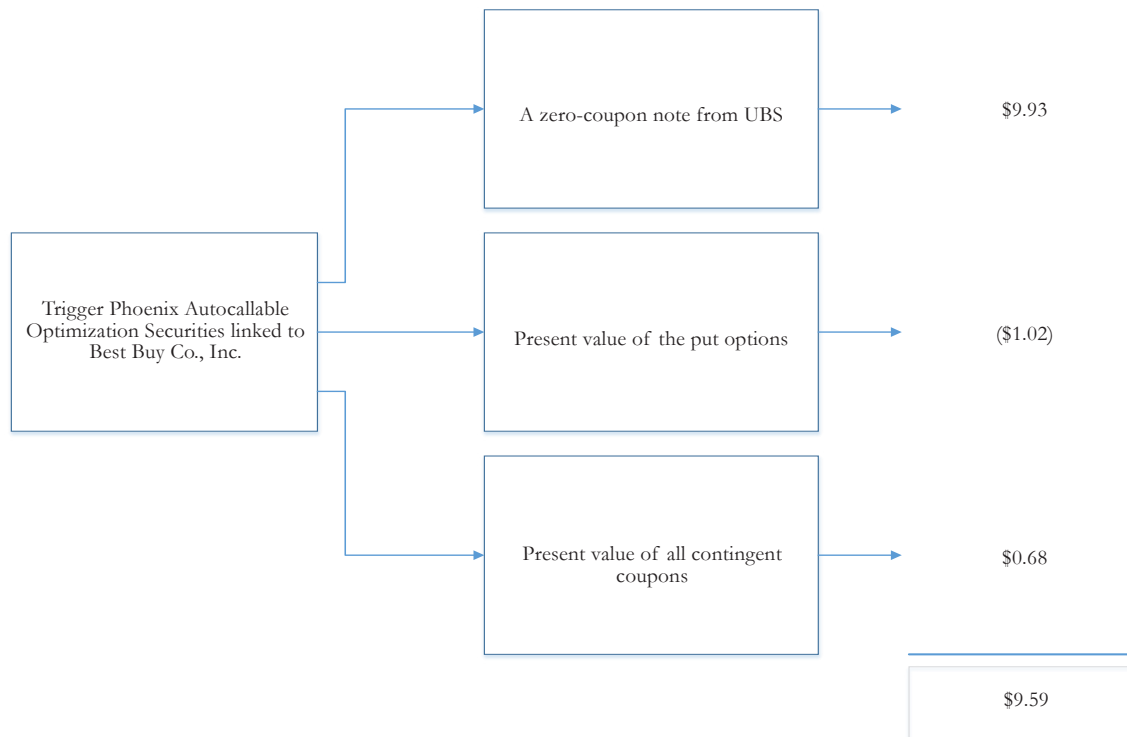 A zero-coupon note from UBS
$9.93
Trigger Phoenix Autocallable
Optimization Securities linked to
Best Buy Co., Inc.
Present value of the put options
($1.02)
Present value of all contingent
coupons
$0.68
$9.59